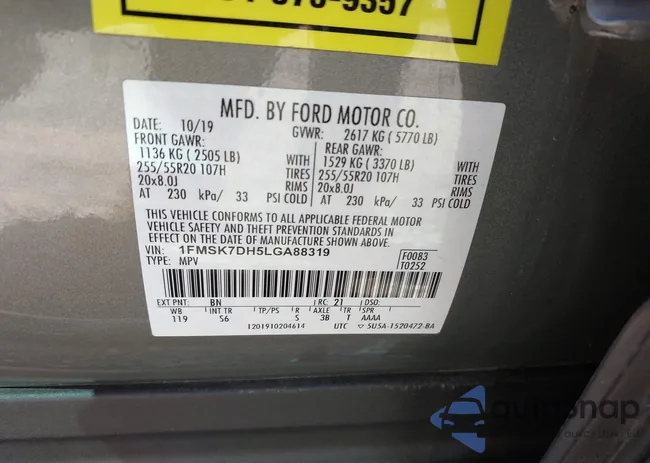 1-576-9357
MFD. BY FORD MOTOR CO.
DATE: 10/19 GVWR: 2617 KG ( 5770 LB)
FRONT GAWR: REAR GAWR:
1136 KG ( 2505 LB) WITH 1529 KG ( 3370 LB) WITH
255/55R20 107H TIRES 255/55R20 107H TIRES
20x8.0J RIMS 20x8.0J RIMS
AT 230 kPa/ 33 PSI COLD AT 230 kPa/ 33 PSI COLD
THIS VEHICLE CONFORMS TO ALL APPLICABLE FEDERAL MOTOR
VEHICLE SAFETY AND THEFT PREVENTION STANDARDS IN
EFFECT ON THE DATE OF MANUFACTURE SHOWN ABOVE.
VIN: 1FMSK7DH5LGA88319 F0083
TYPE: MPV T0252
EXT PNT: BN RC: 21 DSO:
WB INT TR TP/PS R AXLE TR SPR
119 S6 S 3B T AAAA
1201910204614 UTC 5U5A-1520472-BA
autosnap